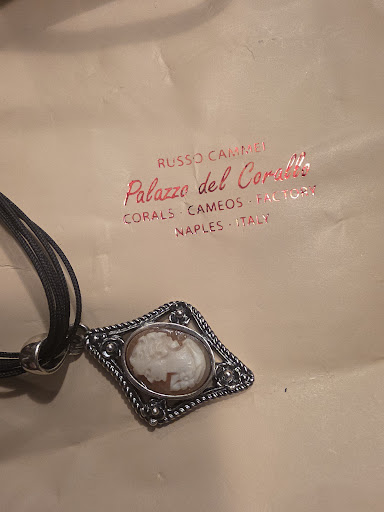 RUSSO CAMMEI
Palazzo del Corallo
CORALS · CAMEOS · FACTORY
NAPLES · ITALY